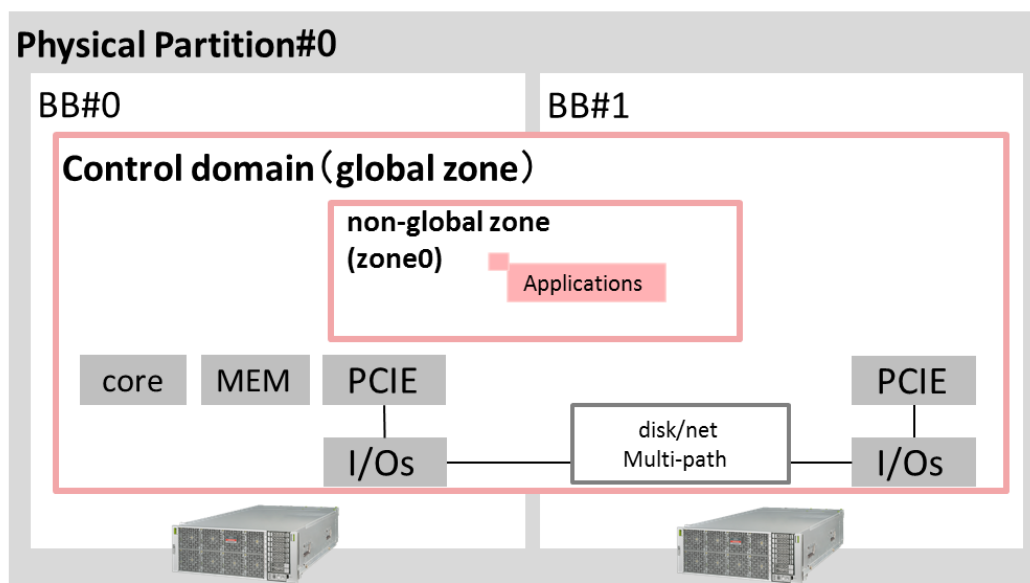 Physical Partition#0
BB#0
BB#1
Control domain（global zone）
non-global zone
(zone0)
Applications
core
MEM
PCIE
PCIE
disk/net
Multi-path
I/Os
I/Os